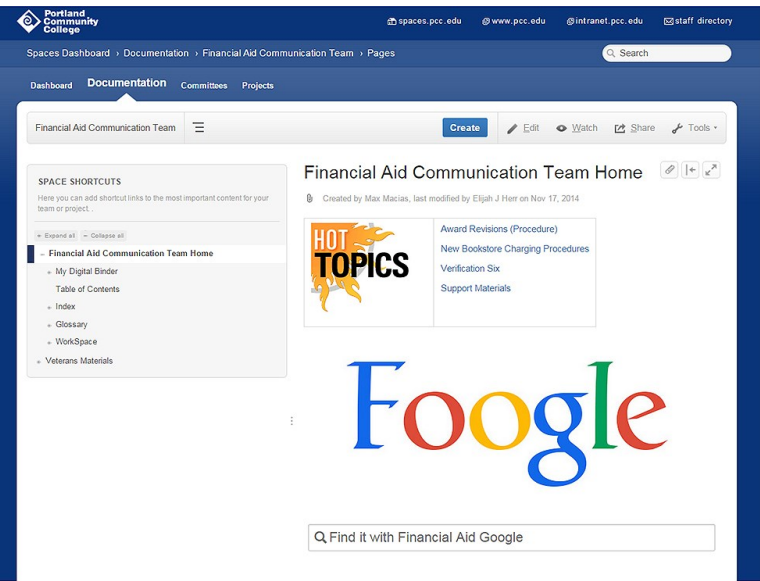 Portland
Community
College
spaces.pcc.edu
www.pcc.edu
intranet.pcc.edu
staff directory
Spaces Dashboard › Documentation › Financial Aid Communication Team › Pages
Search
Dashboard
Documentation
Committees
Projects
Financial Aid Communication Team
Create
Edit
Watch
Share
Tools
SPACE SHORTCUTS
Here you can add shortcut links to the most important content for your
team or project. .
Expand all
Collapse all
Financial Aid Communication Team Home
My Digital Binder
Table of Contents
Index
Glossary
WorkSpace
Veterans Materials
Financial Aid Communication Team Home
Created by Max Macias, last modified by Elijah J Herr on Nov 17, 2014
HOT
TOPICS
Award Revisions (Procedure)
New Bookstore Charging Procedures
Verification Six
Support Materials
Foogle
Find it with Financial Aid Google